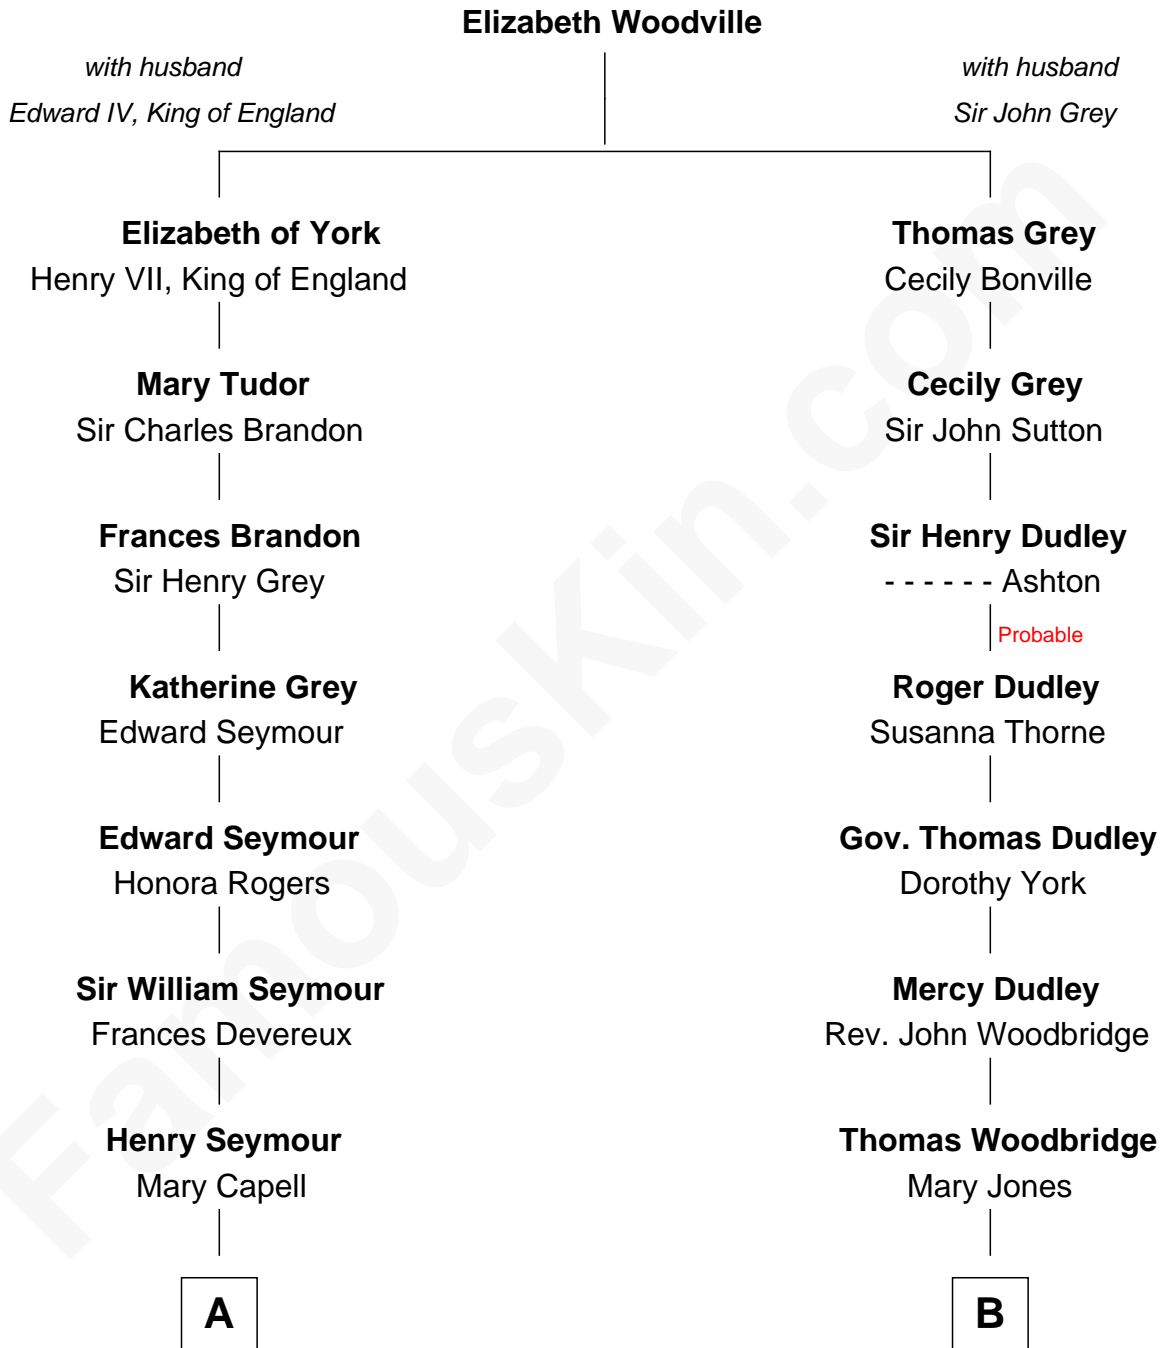 Elizabeth Woodville
with husband
Edward IV, King of England
with husband
Sir John Grey
Elizabeth of York
Henry VII, King of England
Thomas Grey
Cecily Bonville
Mary Tudor
Sir Charles Brandon
Cecily Grey
Sir John Sutton
Frances Brandon
Sir Henry Grey
Sir Henry Dudley
- - - - - - Ashton
Probable
Katherine Grey
Edward Seymour
Roger Dudley
Susanna Thorne
Edward Seymour
Honora Rogers
Gov. Thomas Dudley
Dorothy York
Sir William Seymour
Frances Devereux
Mercy Dudley
Rev. John Woodbridge
Henry Seymour
Mary Capell
Thomas Woodbridge
Mary Jones
A
B
FamousKin.com